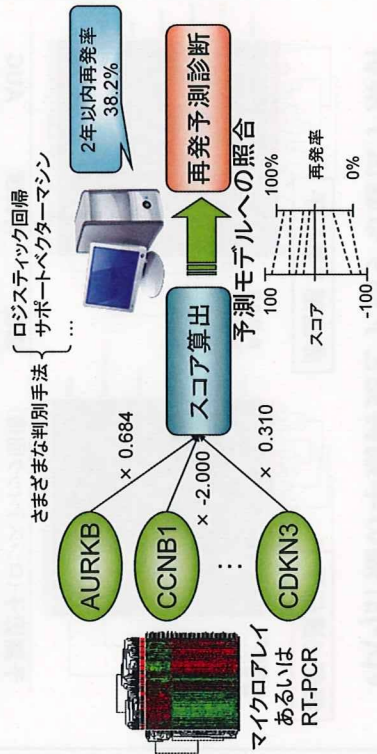 さまざまな判別手法
ロジスティック回帰
サポートベクターマシン
…
2年以内再発率
38.2%
AURKB
CCNB1
⋮
CDKN3
× 0.684
× -2.000
× 0.310
スコア算出
再発予測診断
予測モデルへの照合
マイクロアレイ
あるいは
RT-PCR
100
100%
スコア
再発率
-100
0%